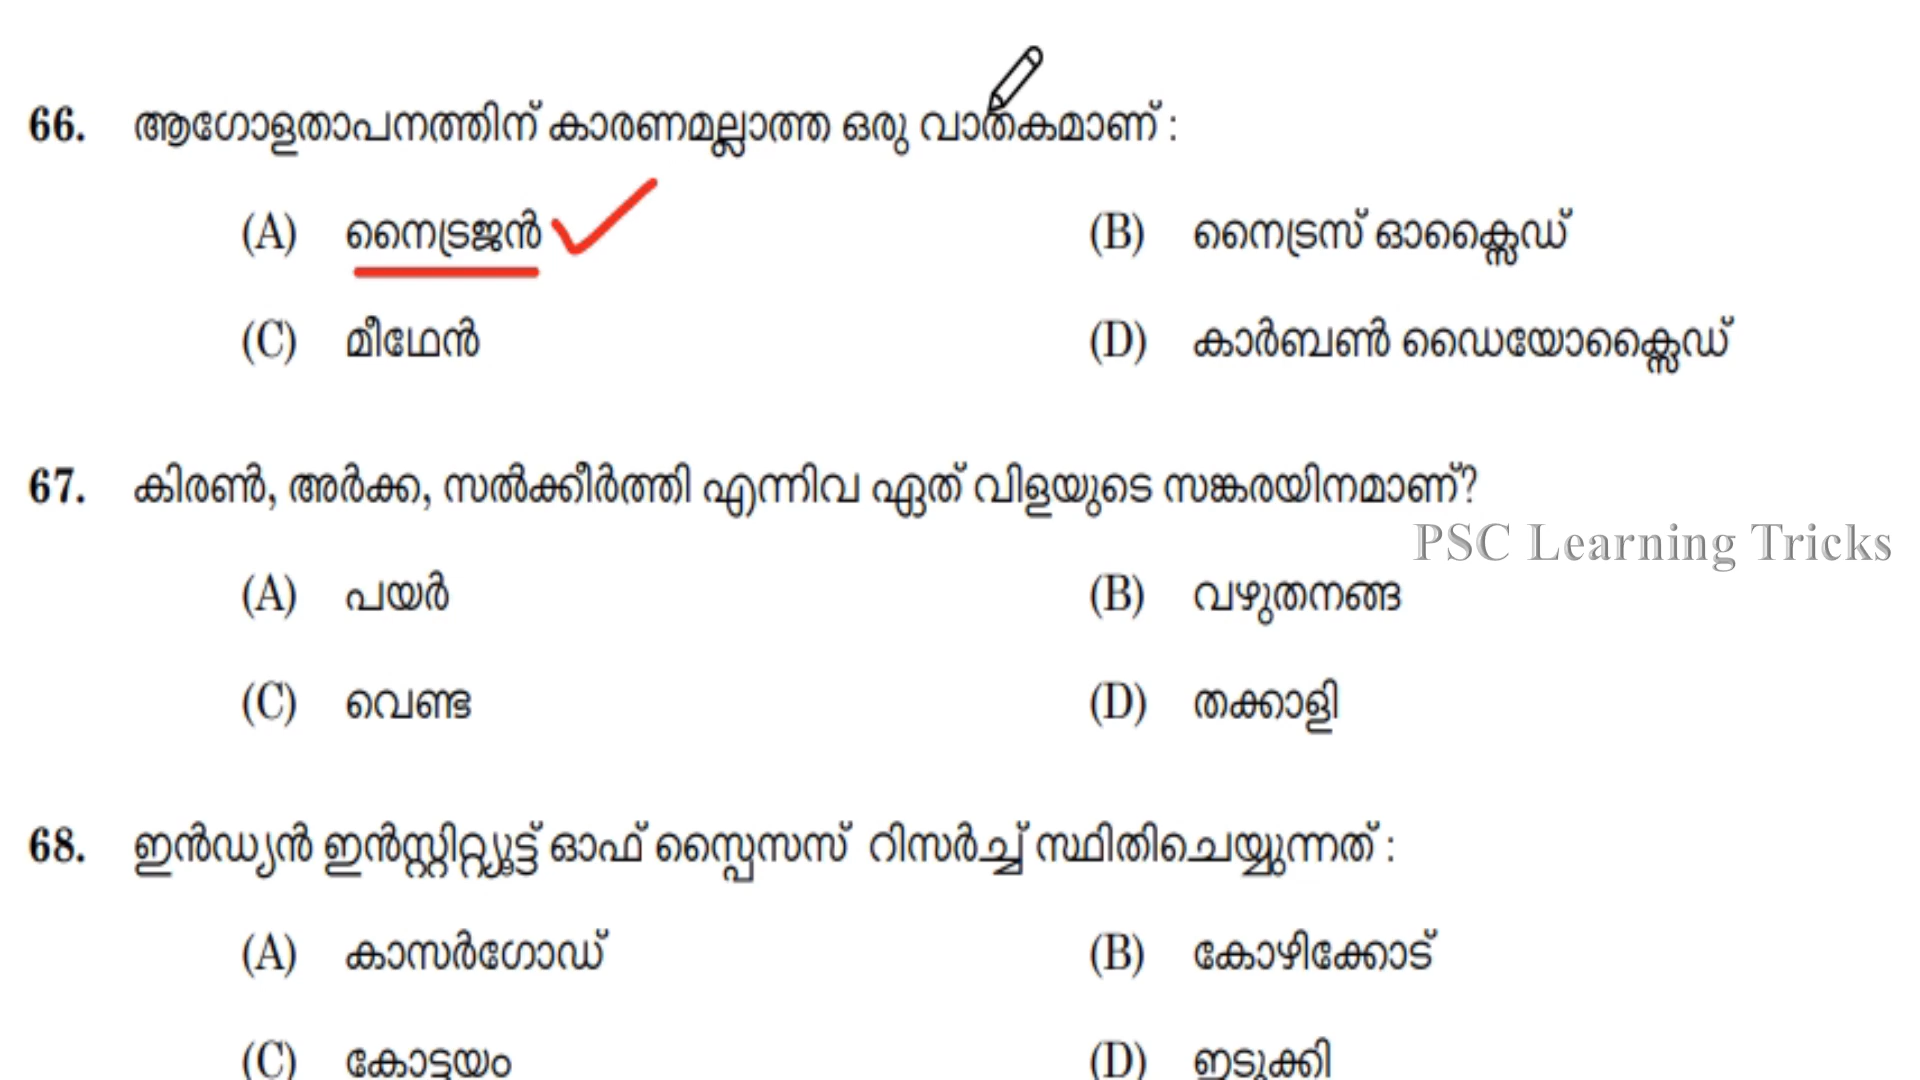 66. ആഗോളതാപനത്തിന് കാരണമല്ലാത്ത ഒരു വാതകമാണ് :
(A) നൈട്രജൻ (B) നൈട്രസ് ഓക്സൈഡ്
(C) മീഥേൻ (D) കാർബൺ ഡൈയോക്സൈഡ്
67. കിരൺ, അർക്ക, സൽക്കീർത്തി എന്നിവ ഏത് വിളയുടെ സങ്കരയിനമാണ്?
PSC Learning Tricks
(A) പയർ (B) വഴുതനങ്ങ
(C) വെണ്ട (D) തക്കാളി
68. ഇൻഡ്യൻ ഇൻസ്റ്റിറ്റ്യൂട്ട് ഓഫ് സ്പൈസസ് റിസർച്ച് സ്ഥിതിചെയ്യുന്നത് :
(A) കാസർഗോഡ് (B) കോഴിക്കോട്
(C) കോട്ടയം (D) ഇടുക്കി